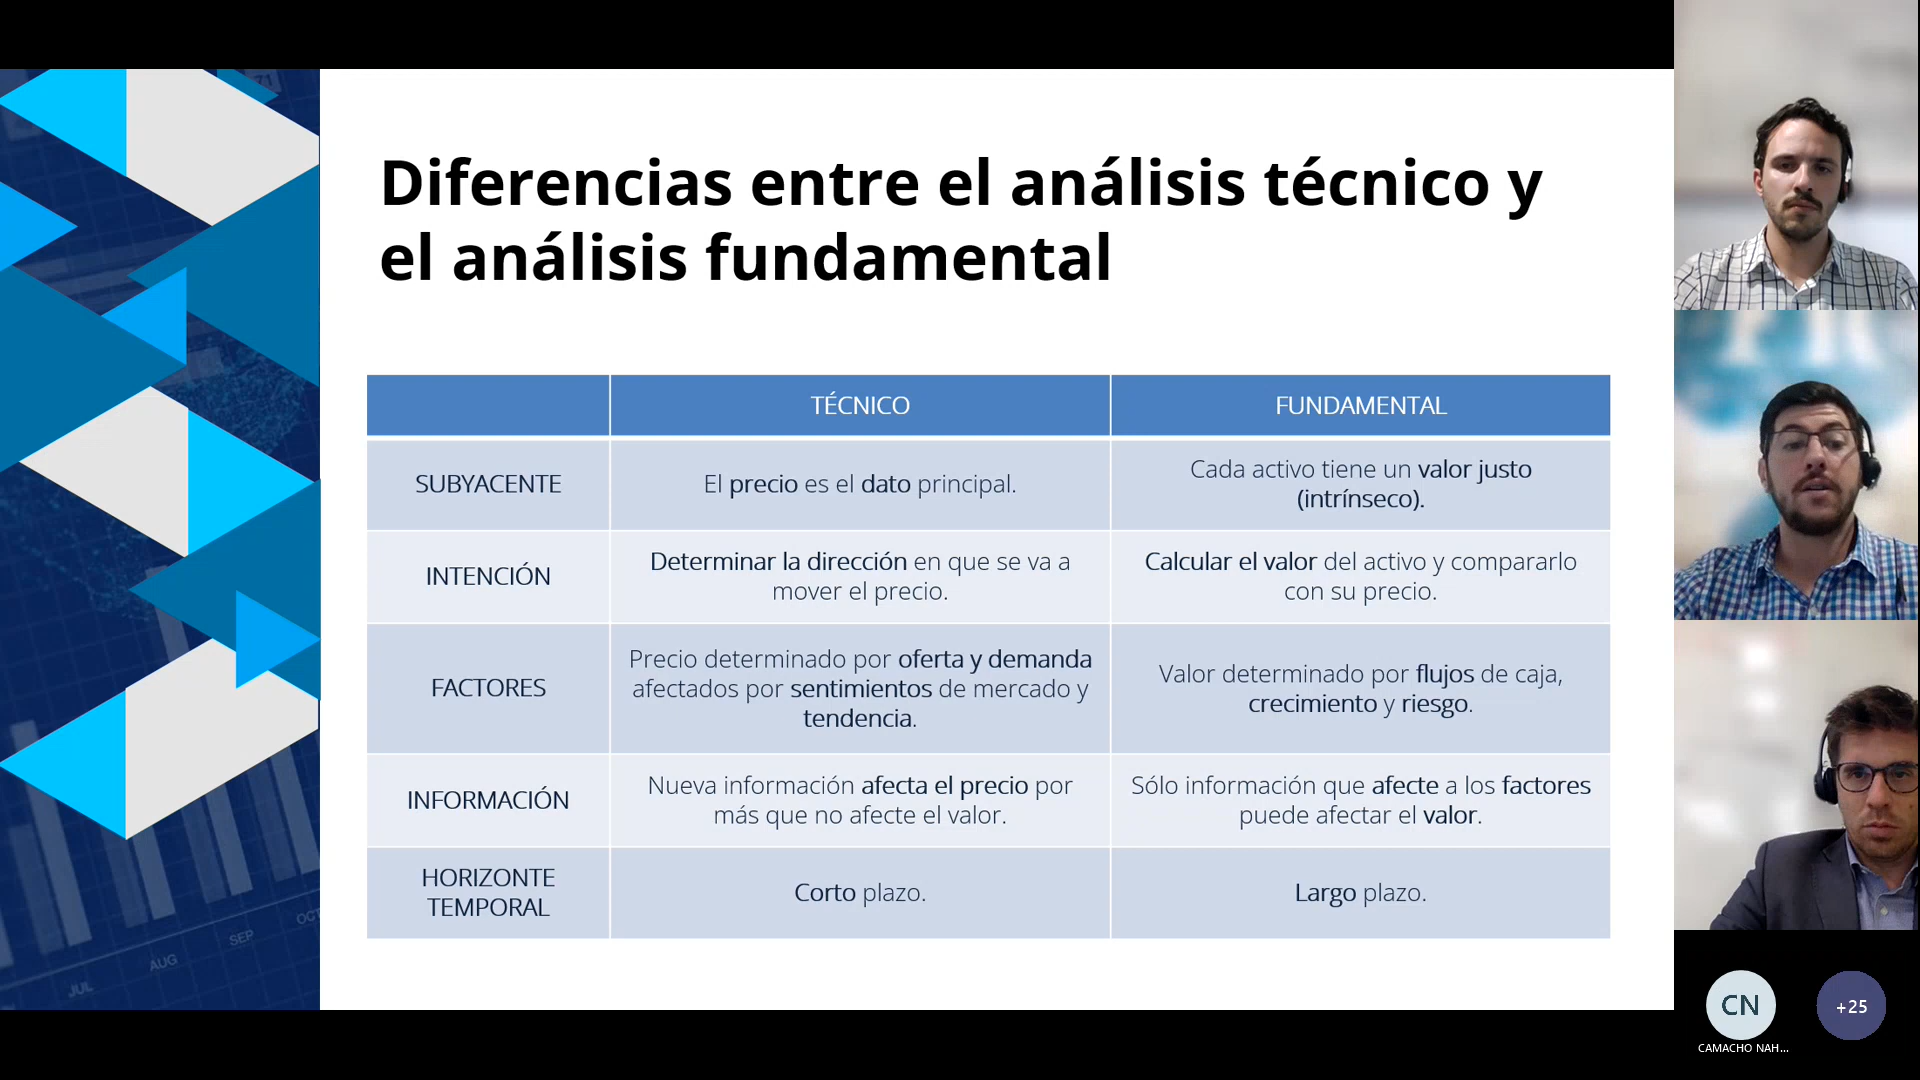 Diferencias entre el análisis técnico y
el análisis fundamental
TÉCNICO
FUNDAMENTAL
SUBYACENTE
El precio es el dato principal.
Cada activo tiene un valor justo
(intrínseco).
INTENCIÓN
Determinar la dirección en que se va a
mover el precio.
Calcular el valor del activo y compararlo
con su precio.
FACTORES
Precio determinado por oferta y demanda
afectados por sentimientos de mercado y
tendencia.
Valor determinado por flujos de caja,
crecimiento y riesgo.
INFORMACIÓN
Nueva información afecta el precio por
más que no afecte el valor.
Sólo información que afecte a los factores
puede afectar el valor.
HORIZONTE
TEMPORAL
Corto plazo.
Largo plazo.
71
JUL
AUG
SEP
OCT
CN
+25
CAMACHO NAH...